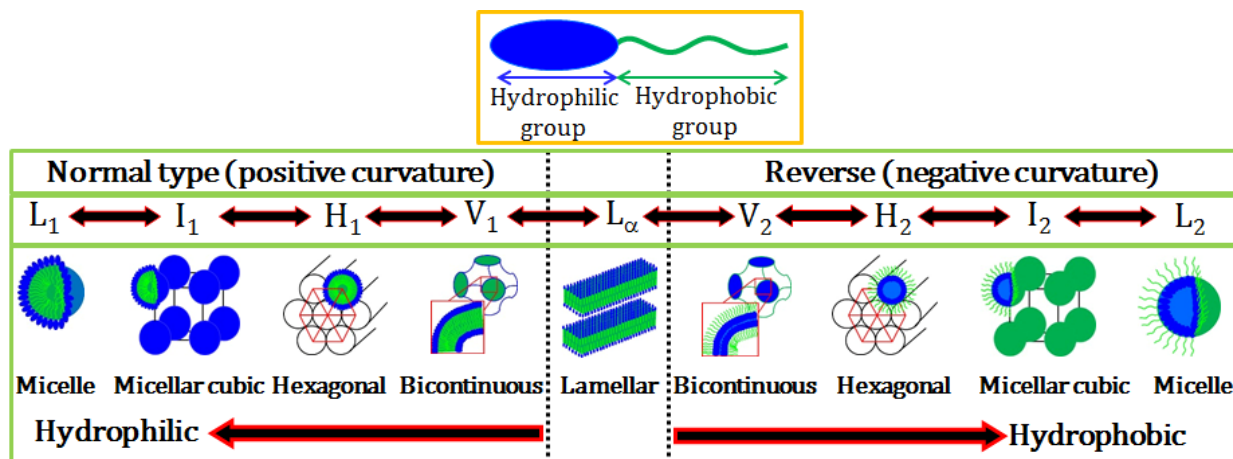 Hydrophilic group
Hydrophobic group
Normal type (positive curvature)
Reverse (negative curvature)
L₁ I₁ H₁ V₁ Lα V₂ H₂ I₂ L₂
Micelle Micellar cubic Hexagonal Bicontinuous Lamellar Bicontinuous Hexagonal Micellar cubic Micelle
Hydrophilic
Hydrophobic